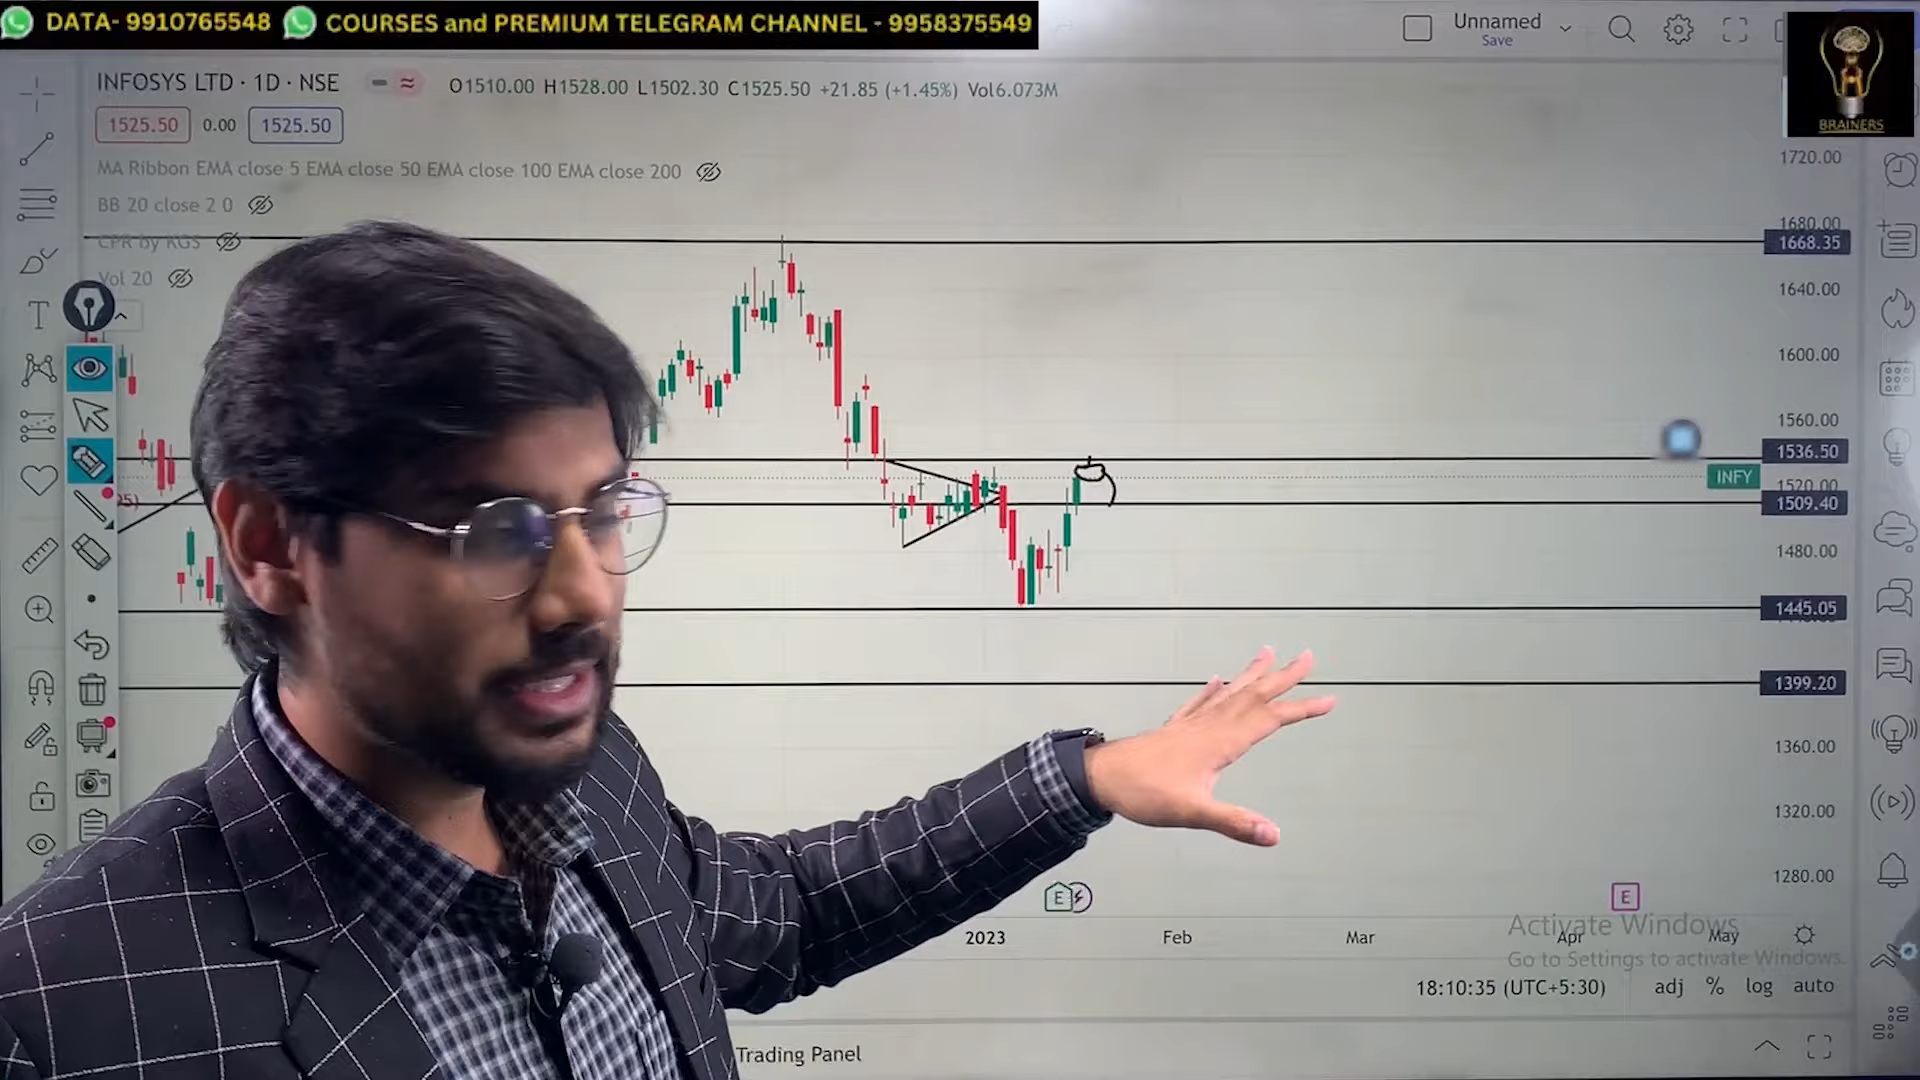 DATA- 9910765548 COURSES and PREMIUM TELEGRAM CHANNEL - 9958375549
Unnamed
Save
BRAINERS
INFOSYS LTD · 1D · NSE O1510.00 H1528.00 L1502.30 C1525.50 +21.85 (+1.45%) Vol6.073M
1525.50 0.00 1525.50
MA Ribbon EMA close 5 EMA close 50 EMA close 100 EMA close 200
BB 20 close 2 0
CPR by KGS
Vol 20
1720.00
1680.00
1668.35
1640.00
1600.00
1560.00
1536.50
INFY
1520.00
1509.40
1480.00
1445.05
1399.20
1360.00
1320.00
1280.00
E
E
2023 Feb Mar Apr May
Activate Windows
Go to Settings to activate Windows.
18:10:35 (UTC+5:30) adj % log auto
Trading Panel